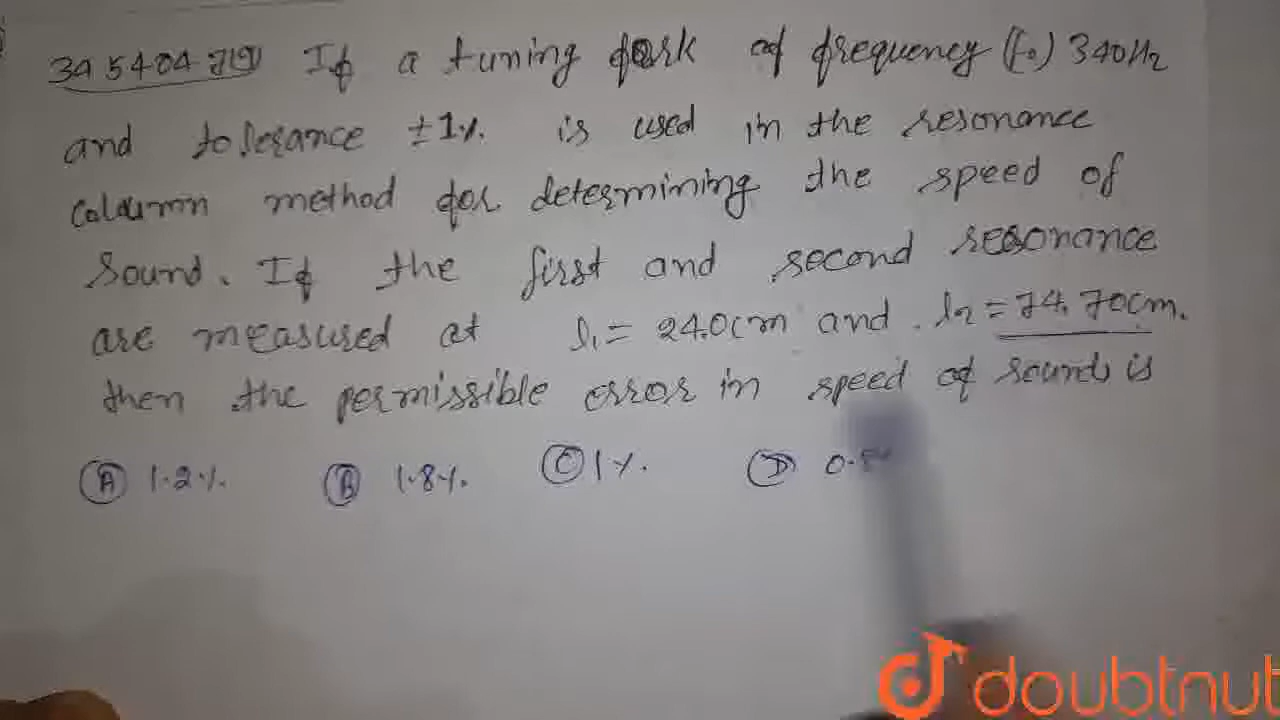 If a tuning fork of frequency (f₀) 340Hz
and tolerance ±1% is used in the resonance
coloumn method for determining the speed of
sound. If the first and second resonance
are measured at l₁ = 24.0cm and l₂ = 74.70cm.
then the permissible error in speed of sound is
(A) 1.2% (B) 1.8% (C) 1% (D)
doubtnut